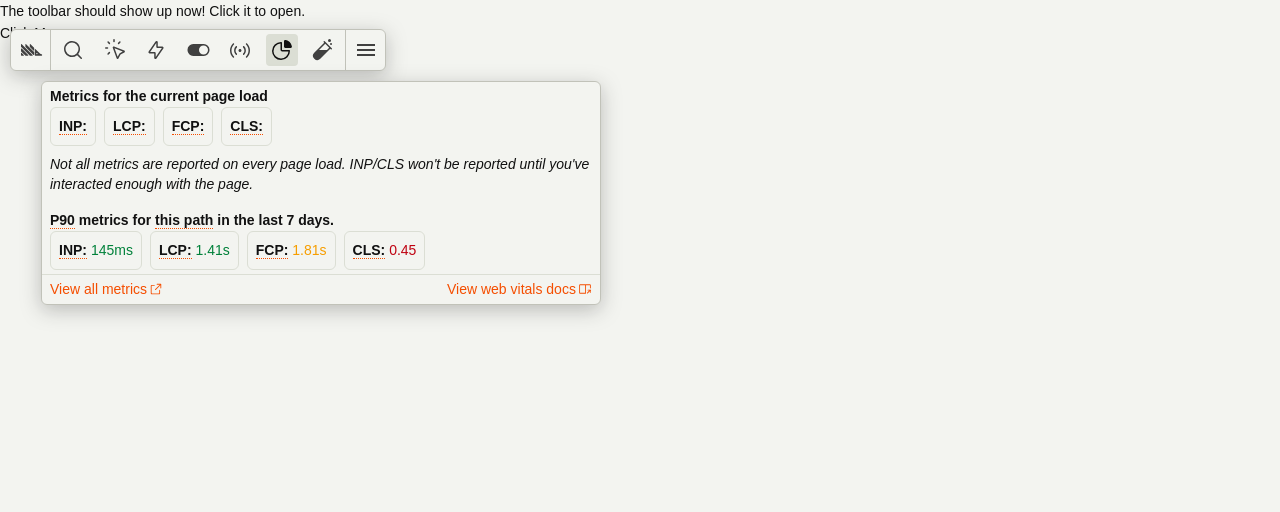 The toolbar should show up now! Click it to open.
Metrics for the current page load
INP: LCP: FCP: CLS:
Not all metrics are reported on every page load. INP/CLS won't be reported until you've
interacted enough with the page.
P90 metrics for this path in the last 7 days.
INP: 145ms LCP: 1.41s FCP: 1.81s CLS: 0.45
View all metrics View web vitals docs